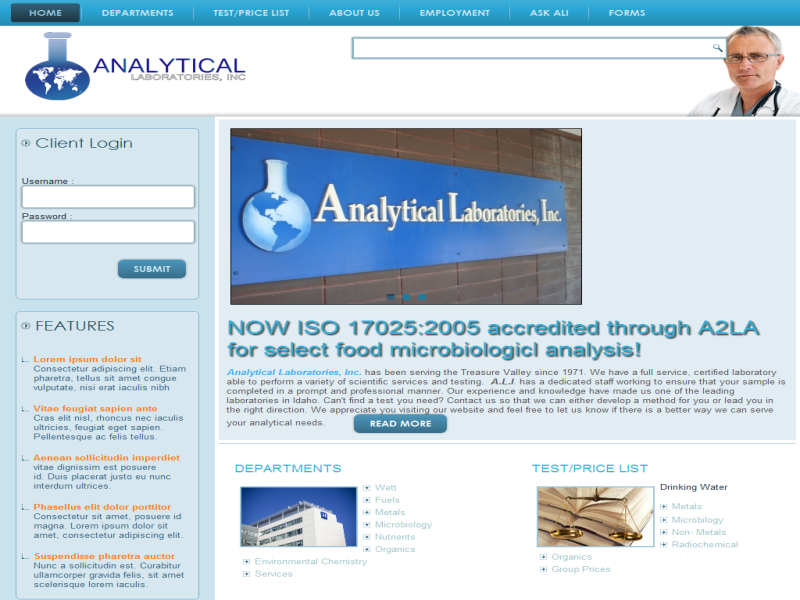 HOME DEPARTMENTS TEST/PRICE LIST ABOUT US EMPLOYMENT ASK ALI FORMS
ANALYTICAL
LABORATORIES, INC
Client Login
Username :
Password :
SUBMIT
FEATURES
Lorem ipsum dolor sit
Consectetur adipiscing elit. Etiam
pharetra, tellus sit amet congue
vulputate, nisi erat iaculis nibh
Vitae feugiat sapien ante
Cras elit nisl, rhoncus nec iaculis
ultricies, feugiat eget sapien.
Pellentesque ac felis tellus.
Aenean sollicitudin imperdiet
vitae dignissim est posuere
id. Duis placerat justo eu nunc
interdum ultrices.
Phasellus elit dolor porttitor
Consectetur sit amet, posuere id
magna. Lorem ipsum dolor sit
amet, consectetur adipiscing elit.
Suspendisse pharetra auctor
Nunc a sollicitudin est. Curabitur
ullamcorper gravida felis, sit amet
scelerisque lorem iaculis.
Analytical Laboratories, Inc.
NOW ISO 17025:2005 accredited through A2LA
for select food microbiologicl analysis!
Analytical Laboratories, Inc. has been serving the Treasure Valley since 1971. We have a full service, certified laboratory
able to perform a variety of scientific services and testing. A.L.I. has a dedicated staff working to ensure that your sample is
completed in a prompt and professional manner. Our experience and knowledge have made us one of the leading
laboratories in Idaho. Can't find a test you need? Contact us so that we can either develop a method for you or lead you in
the right direction. We appreciate you visiting our website and feel free to let us know if there is a better way we can serve
your analytical needs. READ MORE
DEPARTMENTS
Wett
Fuels
Metals
Microbiology
Nutrients
Organics
Environmental Chemistry
Services
TEST/PRICE LIST
Drinking Water
Metals
Microbilogy
Non- Metals
Radiochemical
Organics
Group Prices